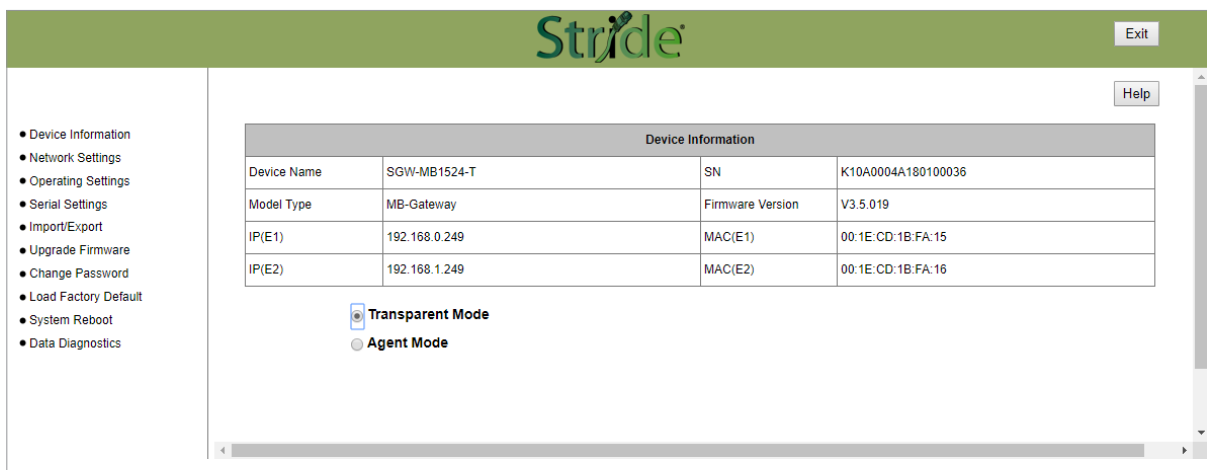 Stride
Exit
Help
Device Information
Network Settings
Operating Settings
Serial Settings
Import/Export
Upgrade Firmware
Change Password
Load Factory Default
System Reboot
Data Diagnostics
Device Information
Device Name SGW-MB1524-T SN K10A0004A180100036
Model Type MB-Gateway Firmware Version V3.5.019
IP(E1) 192.168.0.249 MAC(E1) 00:1E:CD:1B:FA:15
IP(E2) 192.168.1.249 MAC(E2) 00:1E:CD:1B:FA:16
Transparent Mode
Agent Mode